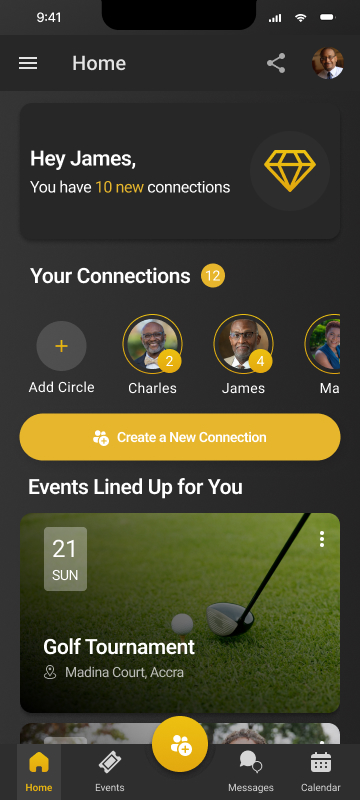 9:41
Home
Hey James,
You have 10 new connections
Your Connections 12
2
4
Add Circle
Charles
James
Ma
Create a New Connection
Events Lined Up for You
21
SUN
Golf Tournament
Madina Court, Accra
Home
Events
Messages
Calendar